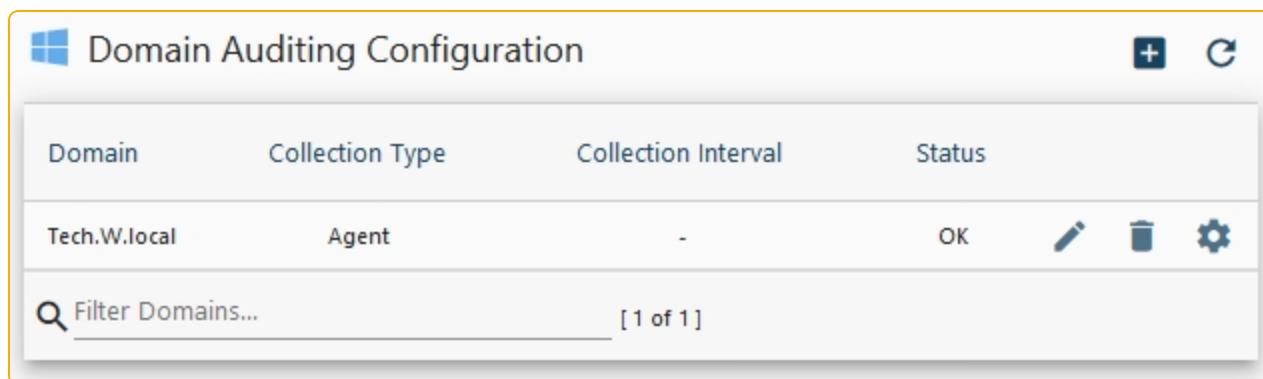 Domain Auditing Configuration
Domain Collection Type Collection Interval Status
Tech.W.local Agent - OK
Filter Domains... [ 1 of 1 ]